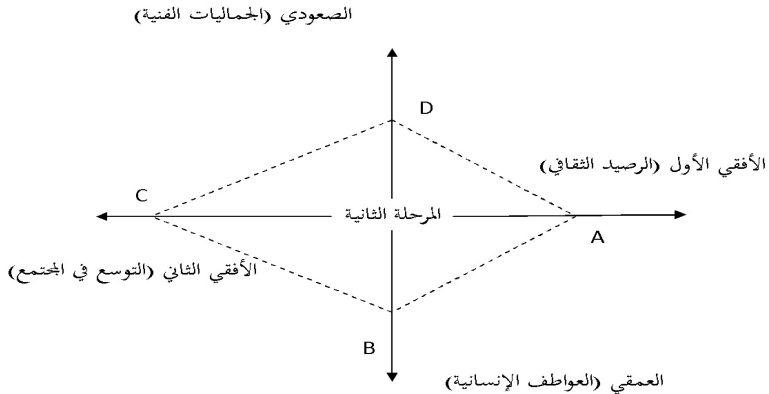 الصعودي (الجماليات الفنية)
D
الأفقي الأول (الرصيد الثقافي)
C
المرحلة الثانية
A
الأفقي الثاني (التوسع في المجتمع)
B
العمقي (العواطف الإنسانية)